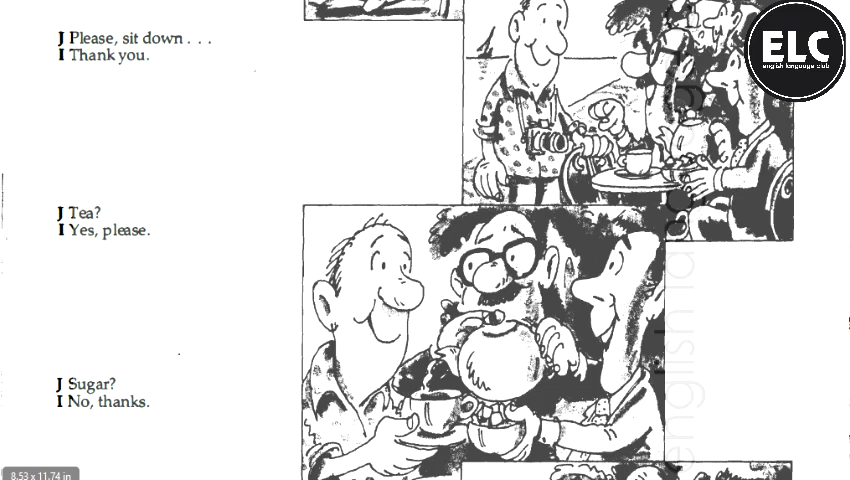 J Please, sit down . . .
I Thank you.
J Tea?
I Yes, please.
J Sugar?
I No, thanks.
ELC
english language club
8.53 x 11.74 in